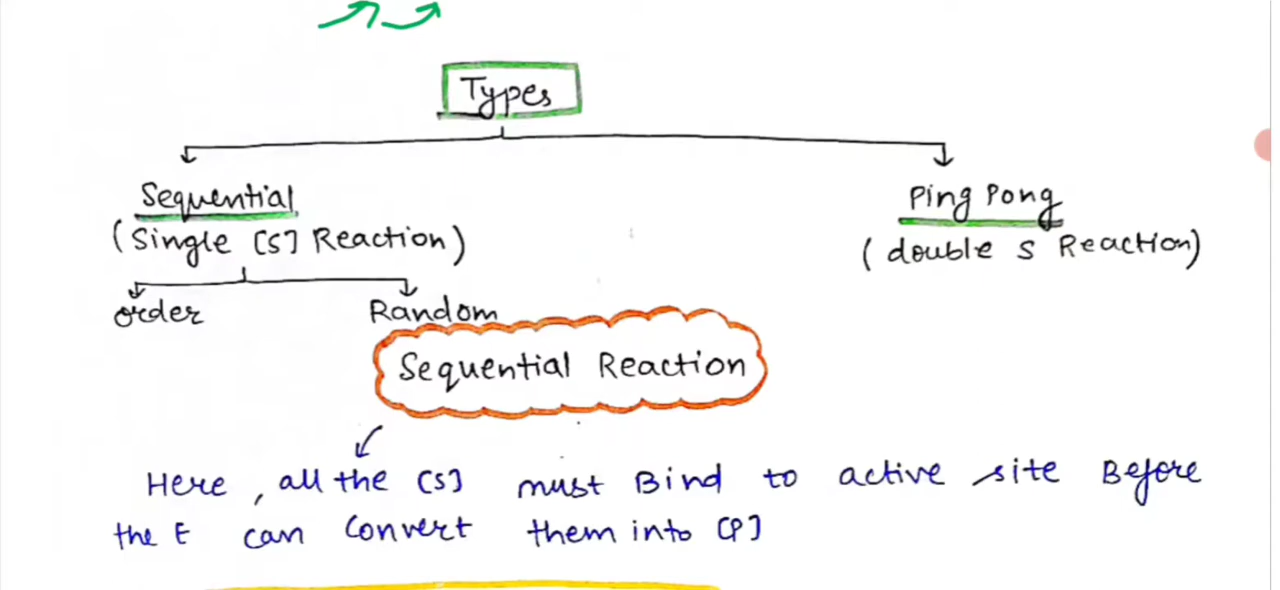 Types
Sequential
Ping Pong
(Single [S] Reaction)
(double S Reaction)
order
Random
Sequential Reaction
Here, all the [S] must Bind to active site Before
the E can Convert them into [P]